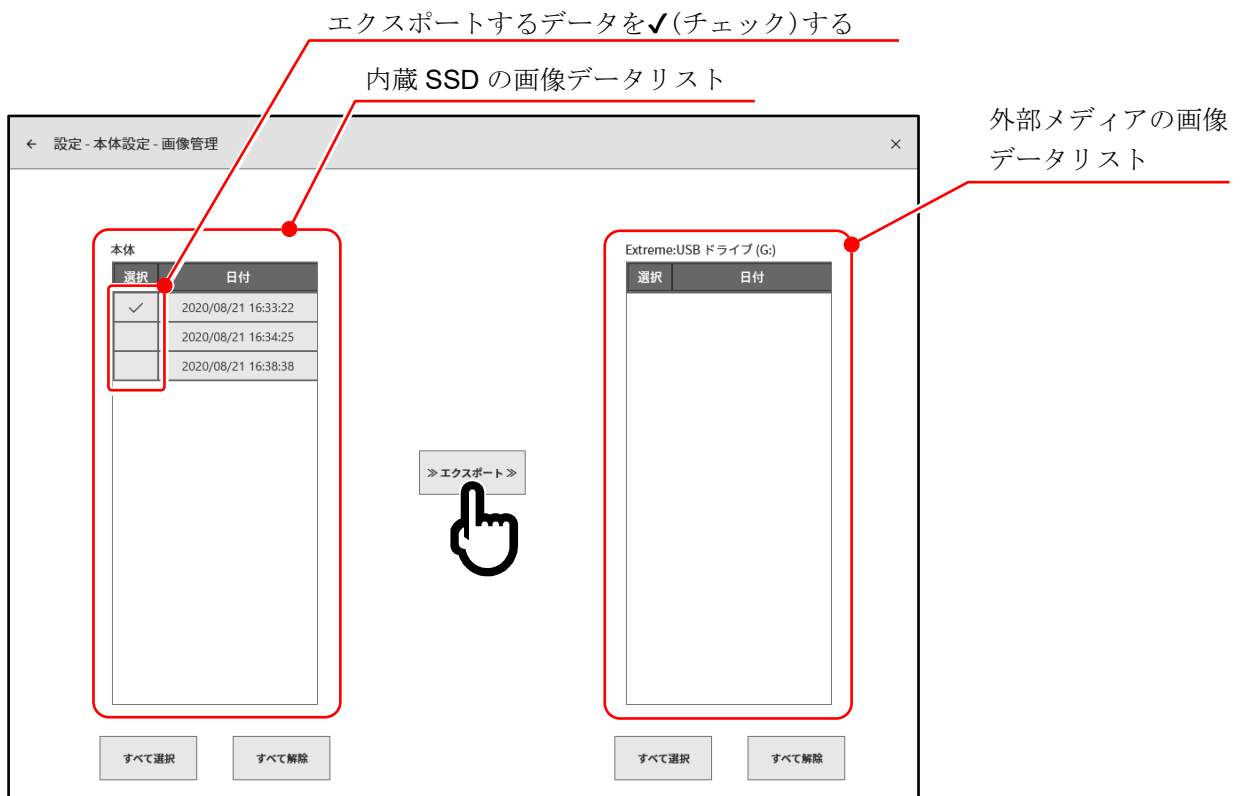 エクスポートするデータを✔(チェック)する
内蔵 SSD の画像データリスト
外部メディアの画像
データリスト
← 設定 - 本体設定 - 画像管理 ×
本体
選択 日付
✓ 2020/08/21 16:33:22
2020/08/21 16:34:25
2020/08/21 16:38:38
≫ エクスポート ≫
Extreme:USB ドライブ (G:)
選択 日付
すべて選択 すべて解除
すべて選択 すべて解除